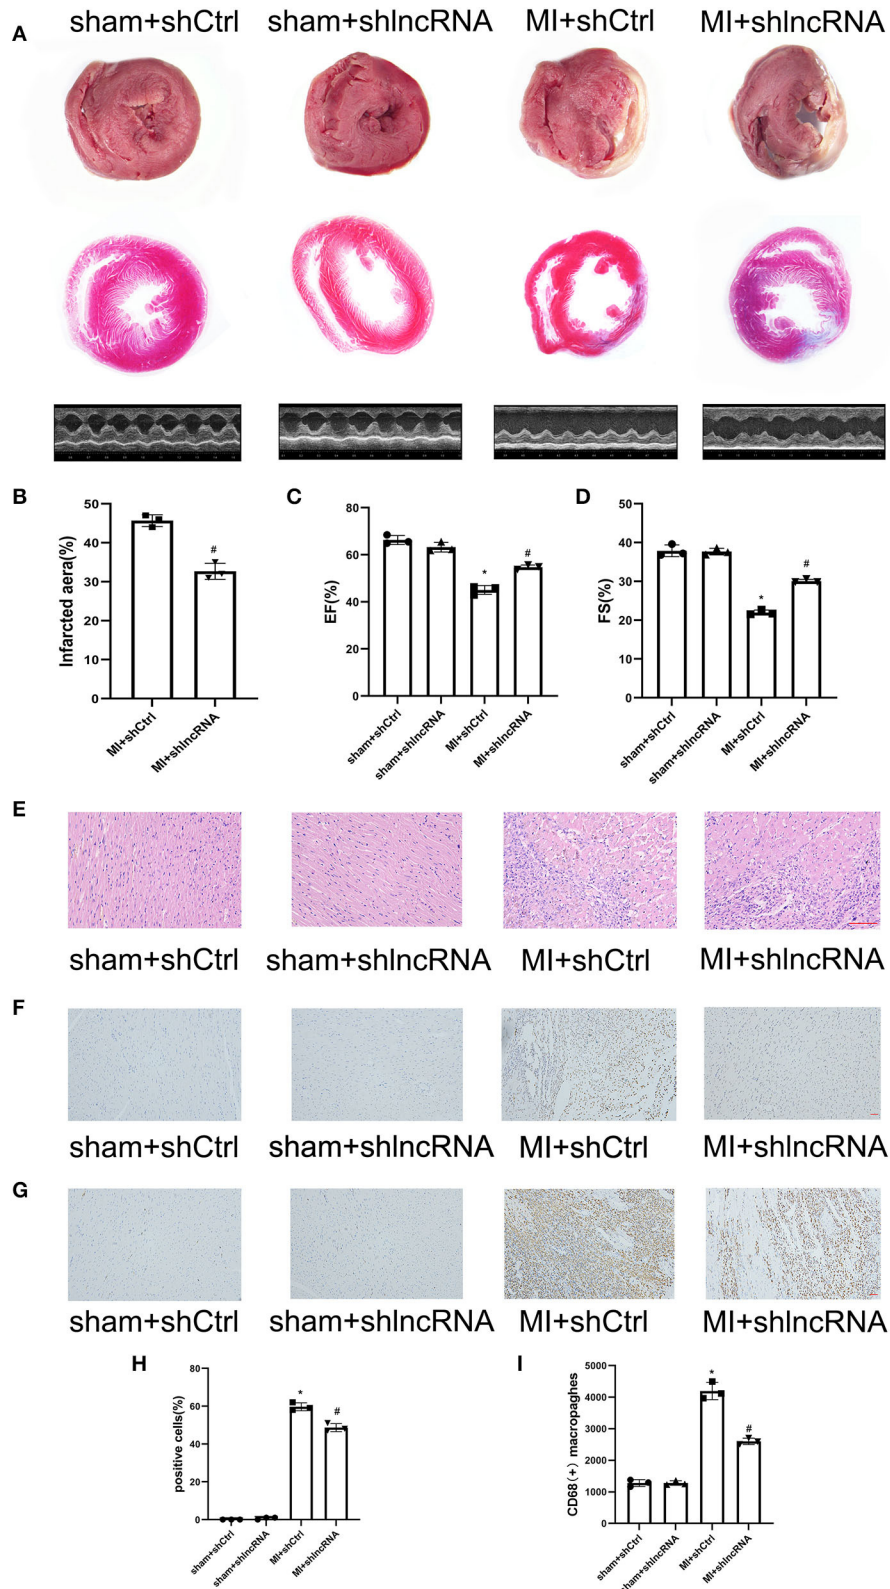 sham+shCtrl sham+shlncRNA MI+shCtrl MI+shlncRNA
A
B C D
50
40
30
20
10
0
Infarcted aera(%)
#
MI+shCtrl
MI+shlncRNA
80
60
40
20
0
EF(%)
*
#
sham+shCtrl
sham+shlncRNA
MI+shCtrl
MI+shlncRNA
50
40
30
20
10
0
FS(%)
*
#
sham+shCtrl
sham+shlncRNA
MI+shCtrl
MI+shlncRNA
E
sham+shCtrl sham+shlncRNA MI+shCtrl MI+shlncRNA
F
sham+shCtrl sham+shlncRNA MI+shCtrl MI+shlncRNA
G
sham+shCtrl sham+shlncRNA MI+shCtrl MI+shlncRNA
H I
80
60
40
20
0
positive cells(%)
*
#
sham+shCtrl
sham+shlncRNA
MI+shCtrl
MI+shlncRNA
5000
4000
3000
2000
1000
0
CD68(+) macropaghes
*
#
sham+shCtrl
sham+shlncRNA
MI+shCtrl
MI+shlncRNA